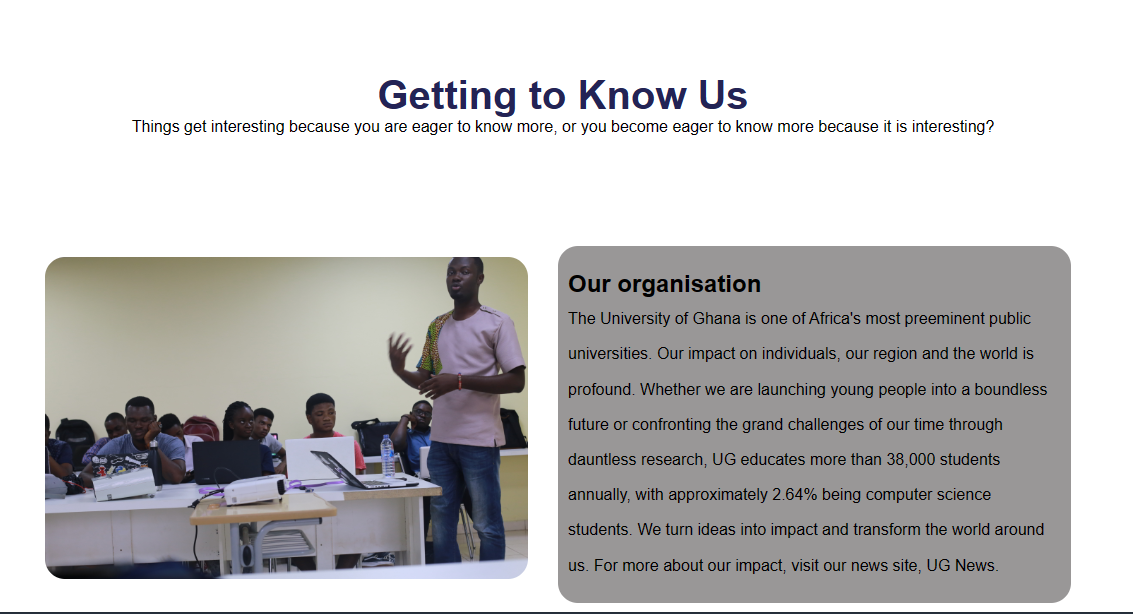 Getting to Know Us
Things get interesting because you are eager to know more, or you become eager to know more because it is interesting?
Our organisation
The University of Ghana is one of Africa's most preeminent public
universities. Our impact on individuals, our region and the world is
profound. Whether we are launching young people into a boundless
future or confronting the grand challenges of our time through
dauntless research, UG educates more than 38,000 students
annually, with approximately 2.64% being computer science
students. We turn ideas into impact and transform the world around
us. For more about our impact, visit our news site, UG News.